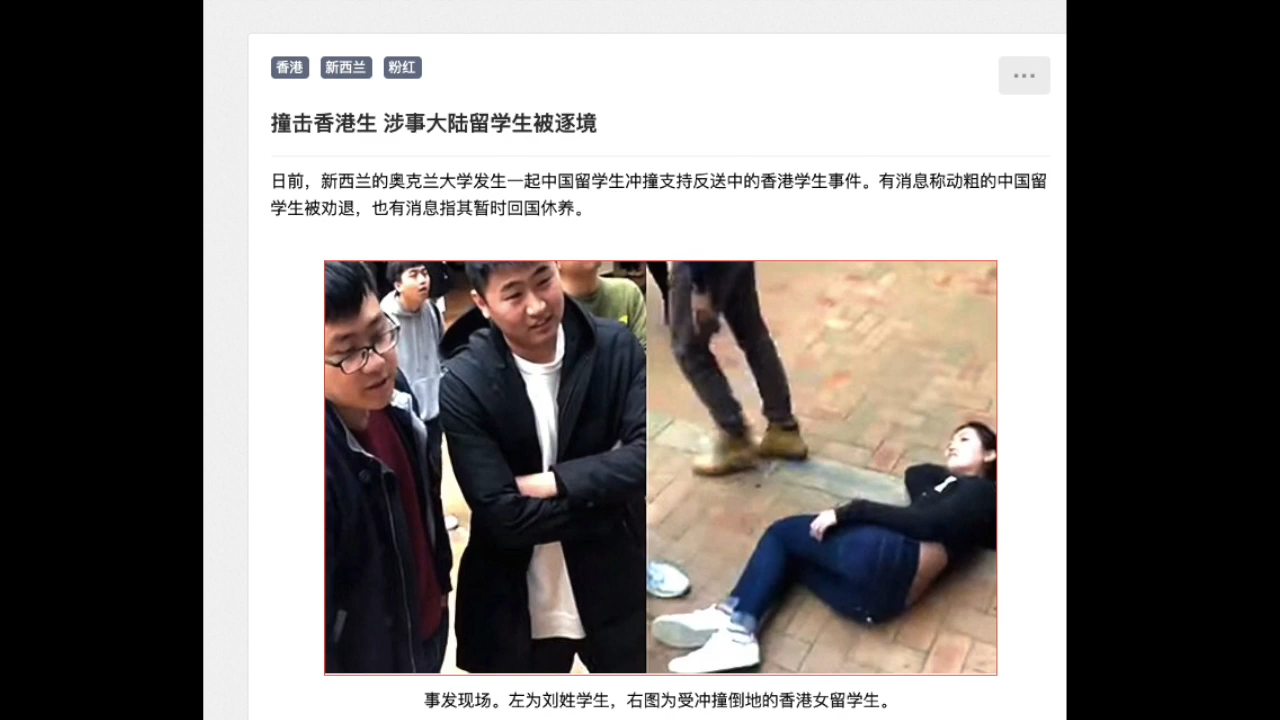 香港 新西兰 粉红
撞击香港生 涉事大陆留学生被逐境
日前，新西兰的奥克兰大学发生一起中国留学生冲撞支持反送中的香港学生事件。有消息称动粗的中国留
学生被劝退，也有消息指其暂时回国休养。
事发现场。左为刘姓学生，右图为受冲撞倒地的香港女留学生。